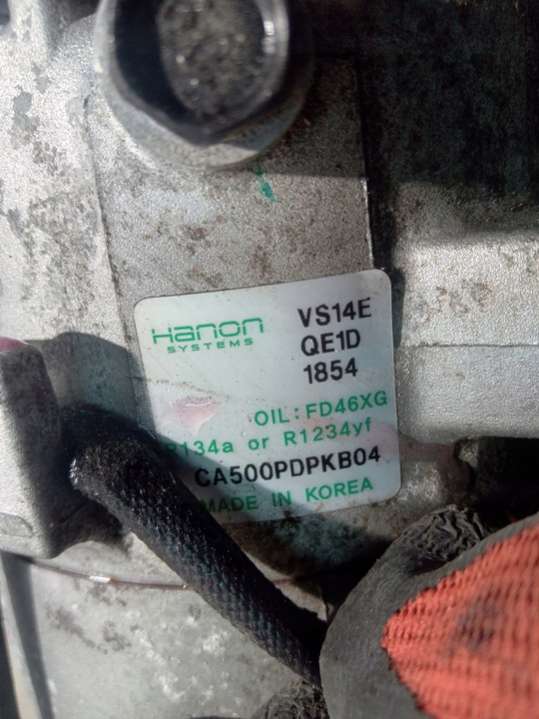 Hanon
SYSTEMS
VS14E
QE1D
1854
OIL:FD46XG
R134a or R1234yf
CA500PDPKB04
MADE IN KOREA